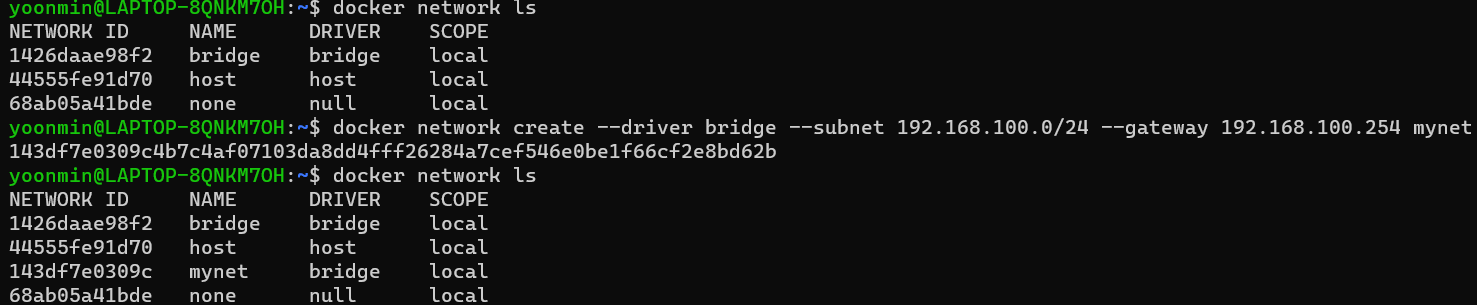 yoonmin@LAPTOP-8QNKM7OH:~$ docker network ls
NETWORK ID     NAME      DRIVER    SCOPE
1426daae98f2   bridge    bridge    local
44555fe91d70   host      host      local
68ab05a41bde   none      null      local
yoonmin@LAPTOP-8QNKM7OH:~$ docker network create --driver bridge --subnet 192.168.100.0/24 --gateway 192.168.100.254 mynet
143df7e0309c4b7c4af07103da8dd4fff26284a7cef546e0be1f66cf2e8bd62b
yoonmin@LAPTOP-8QNKM7OH:~$ docker network ls
NETWORK ID     NAME      DRIVER    SCOPE
1426daae98f2   bridge    bridge    local
44555fe91d70   host      host      local
143df7e0309c   mynet     bridge    local
68ab05a41bde   none      null      local